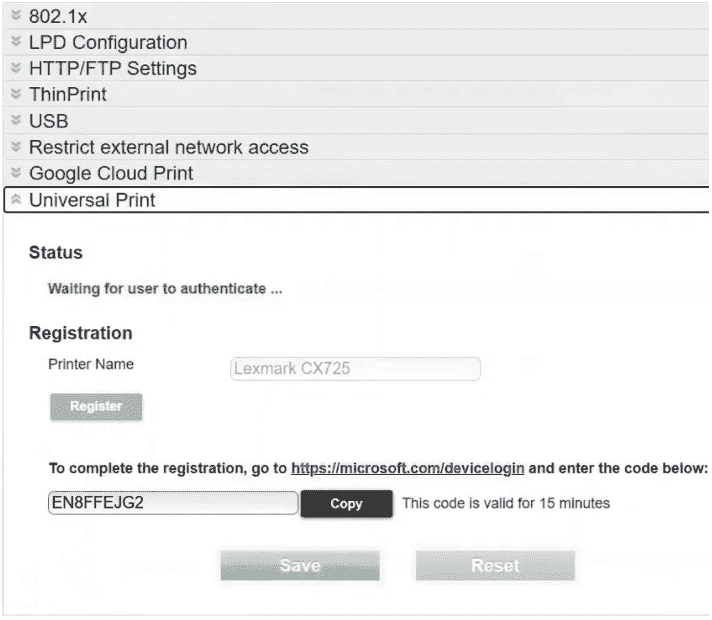 802.1x
LPD Configuration
HTTP/FTP Settings
ThinPrint
USB
Restrict external network access
Google Cloud Print
Universal Print
Status
Waiting for user to authenticate ...
Registration
Printer Name Lexmark CX725
Register
To complete the registration, go to https://microsoft.com/devicelogin and enter the code below:
EN8FFEJG2 Copy This code is valid for 15 minutes
Save Reset